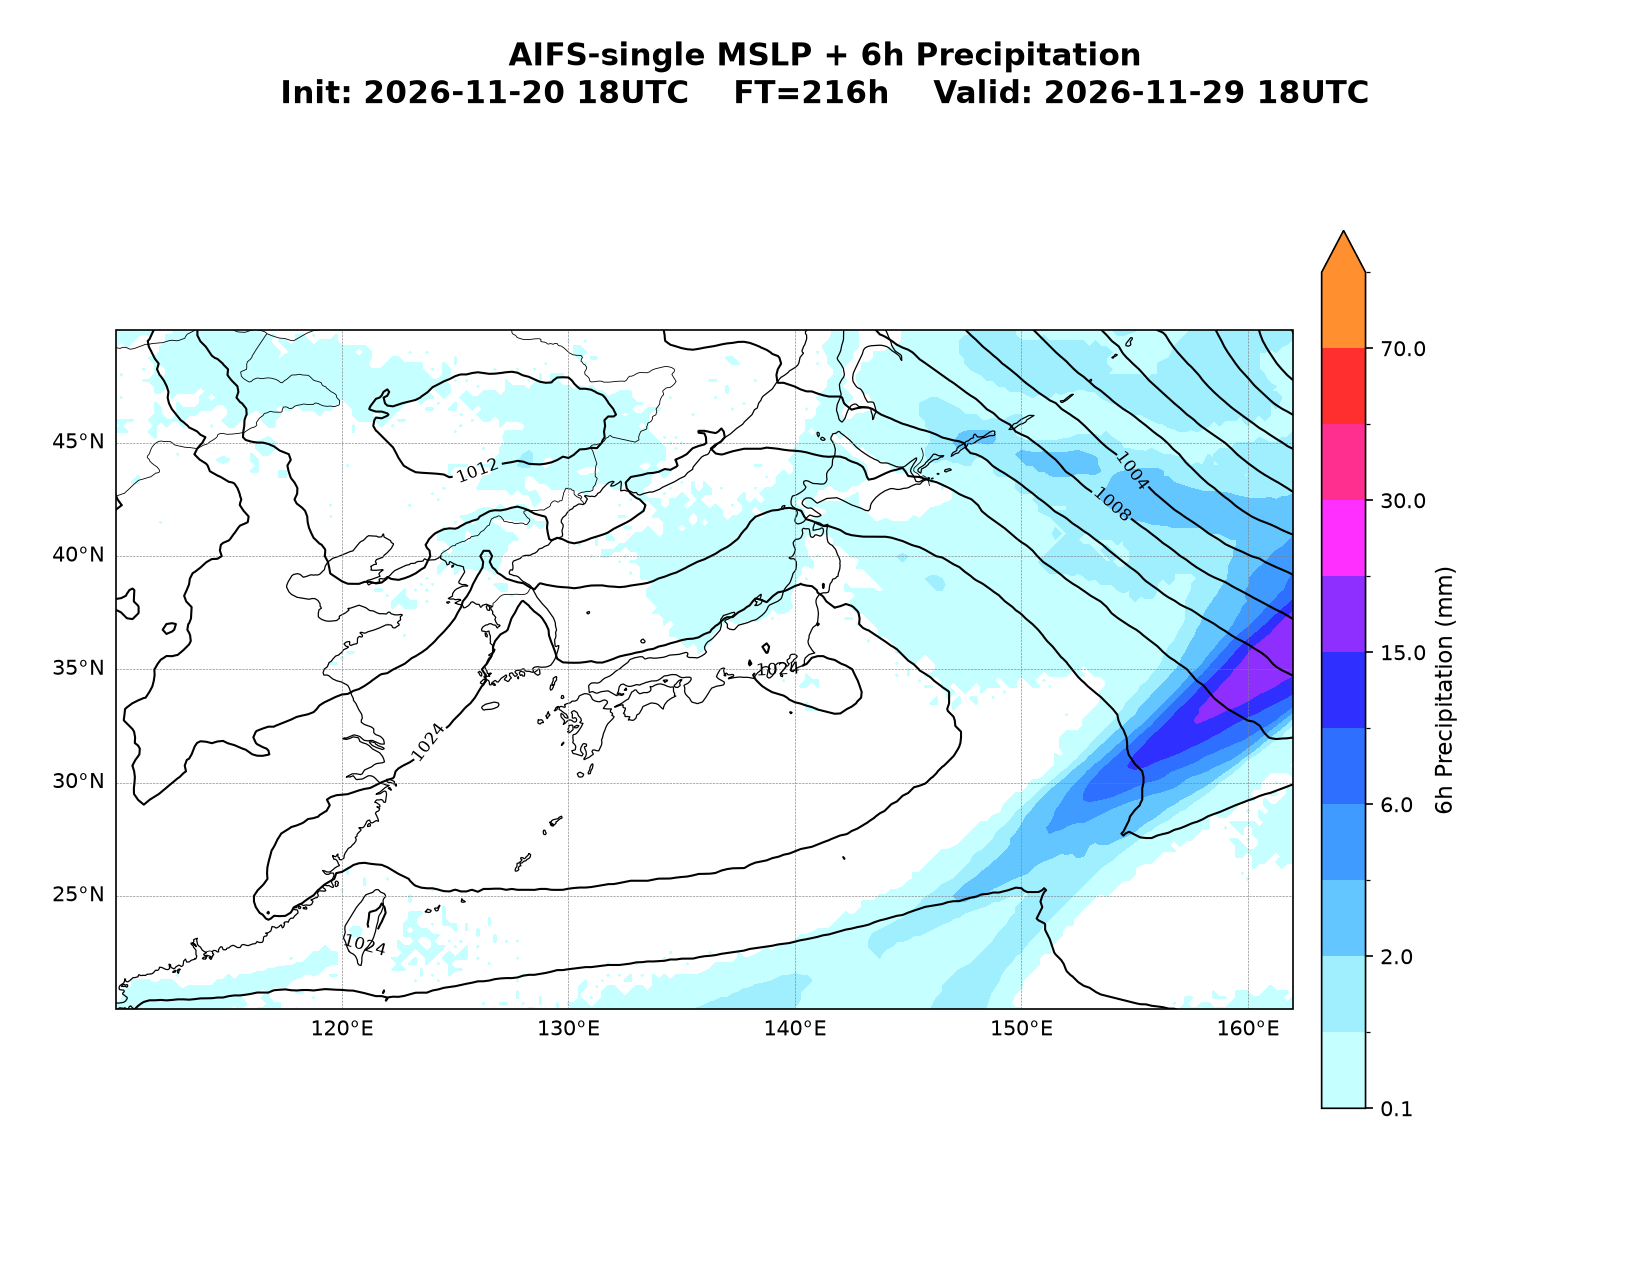 AIFS-single MSLP + 6h Precipitation
Init: 2026-11-20 18UTC    FT=216h    Valid: 2026-11-29 18UTC
45°N
40°N
35°N
30°N
25°N
120°E
130°E
140°E
150°E
160°E
1012
1004
1008
1024
1024
1024
70.0
30.0
15.0
6.0
2.0
0.1
6h Precipitation (mm)